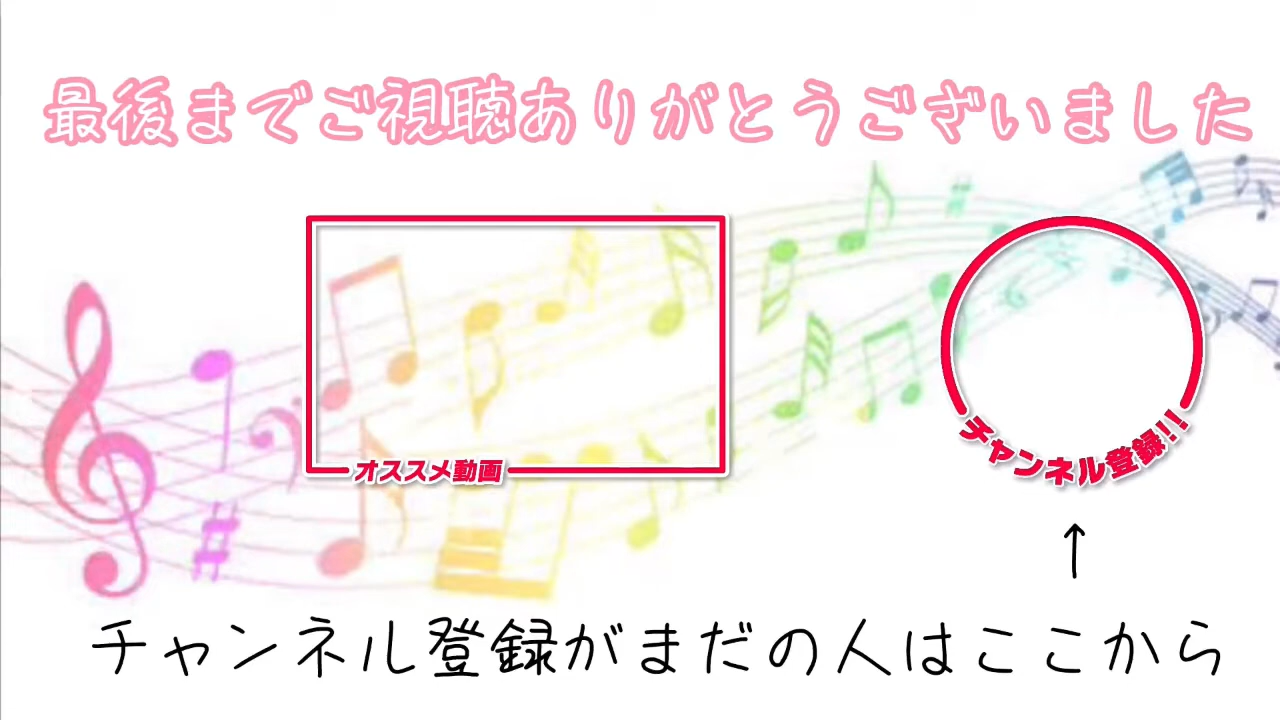 最後までご視聴ありがとうございました
オススメ動画
チャンネル登録!!
↑
チャンネル登録がまだの人はここから